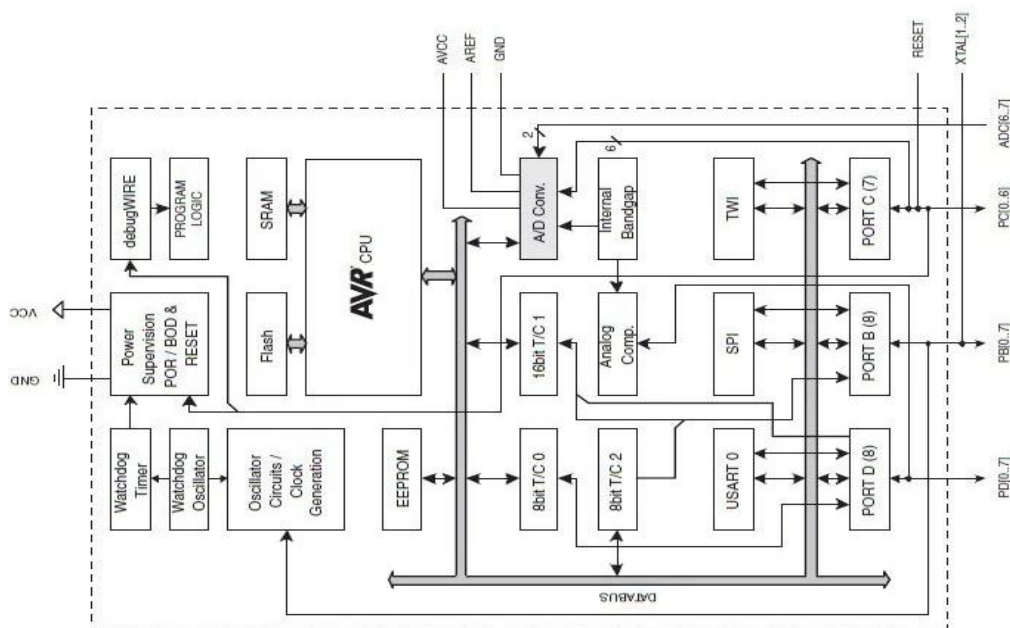 GND
VCC
Watchdog
Timer
Power
Supervision
POR / BOD &
RESET
debugWIRE
Watchdog
Oscillator
PROGRAM
LOGIC
Oscillator
Circuits /
Clock
Generation
Flash
SRAM
AVR CPU
EEPROM
AVCC
AREF
GND
8bit T/C 0
16bit T/C 1
A/D Conv.
2
8bit T/C 2
Analog
Comp.
Internal
Bandgap
6
DATABUS
USART 0
SPI
TWI
PORT D (8)
PORT B (8)
PORT C (7)
RESET
XTAL[1..2]
PD[0..7]
PB[0..7]
PC[0..6]
ADC[6..7]